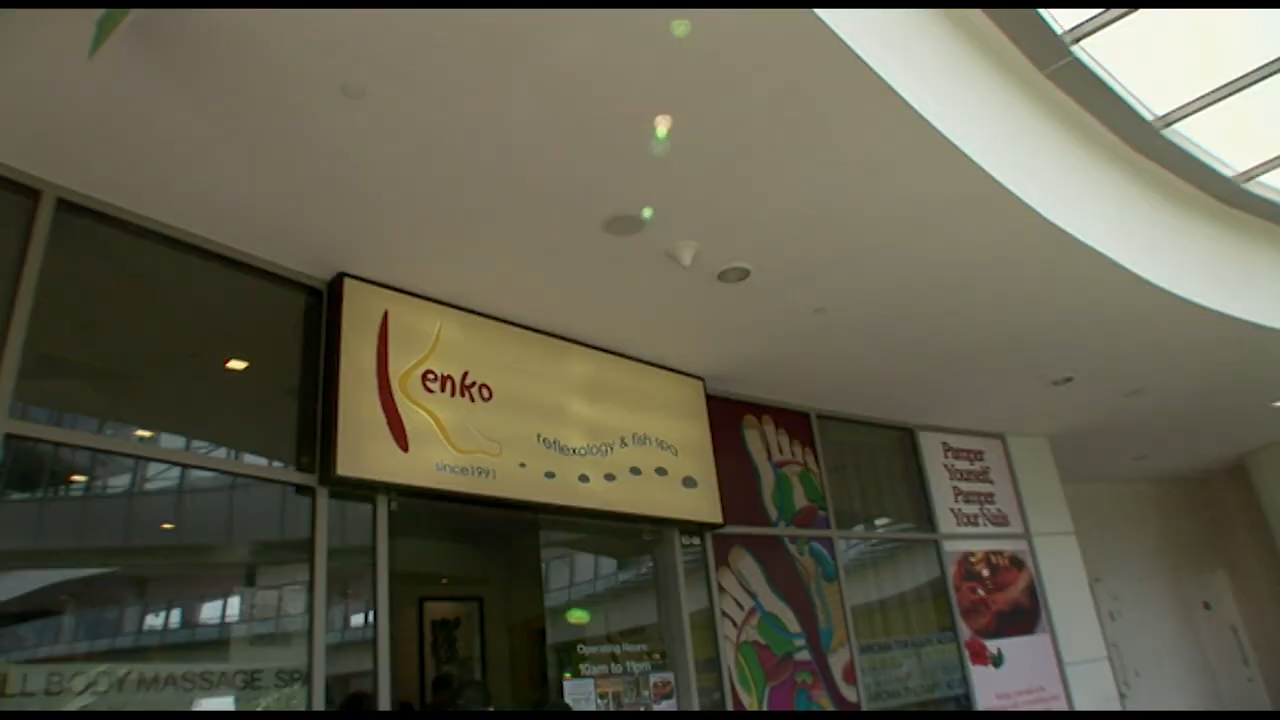 Kenko
reflexology & fish spa
since1991
Pamper
Yourself,
Pamper
Your Nails
Operating Hours:
10am to 11pm
LL BODY MASSAGE SP